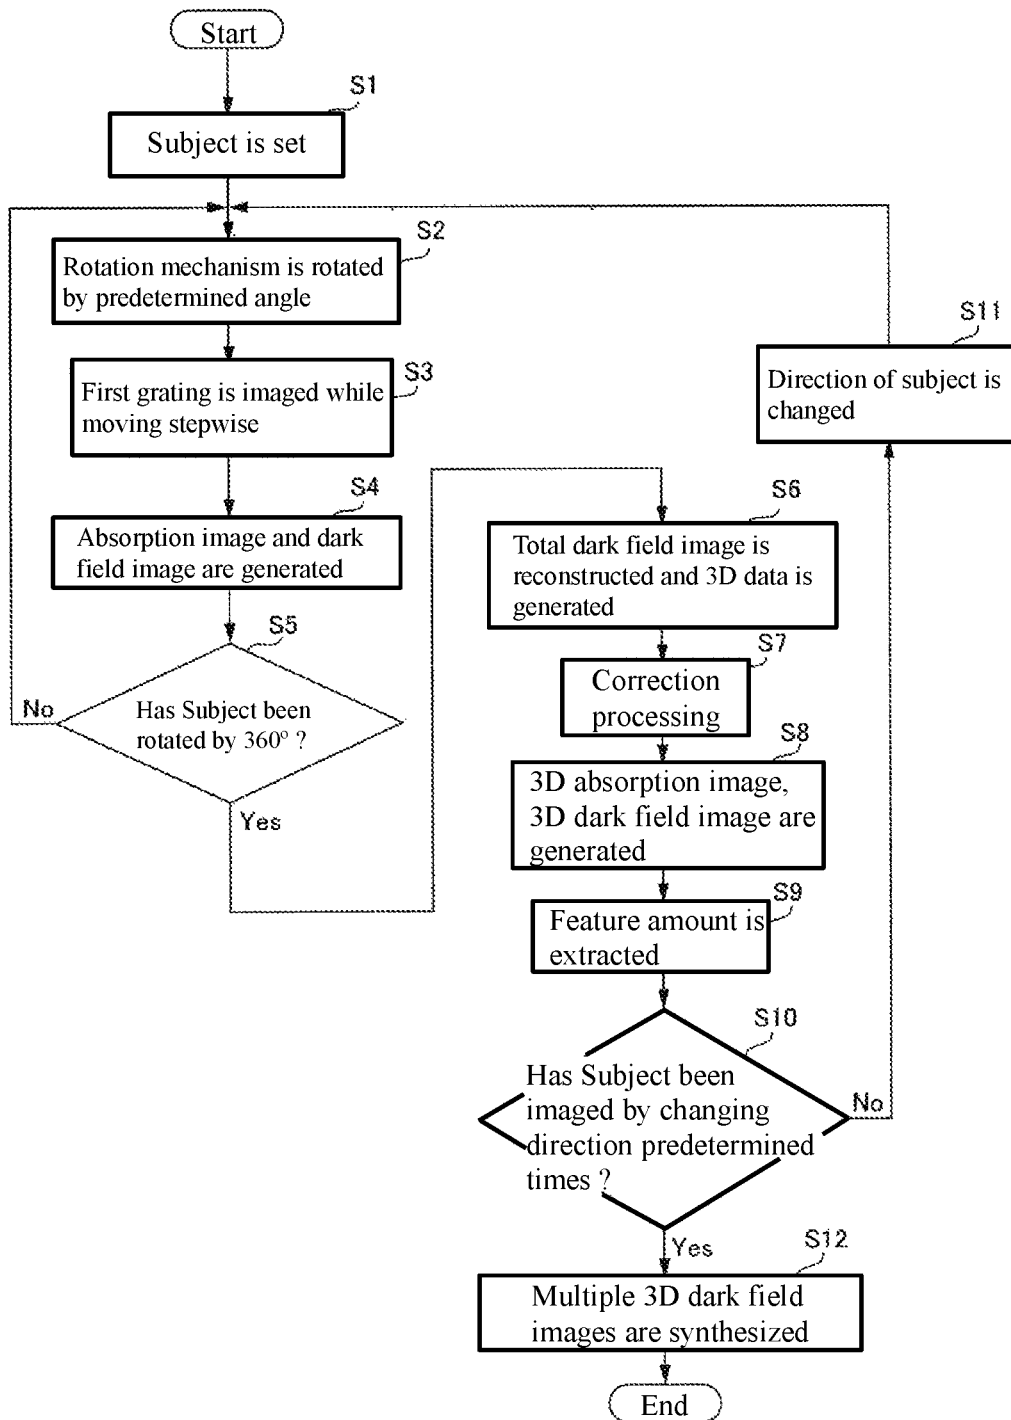 Start
S1
Subject is set
S2
Rotation mechanism is rotated
by predetermined angle
S3
First grating is imaged while
moving stepwise
S4
Absorption image and dark
field image are generated
S5
Has Subject been
rotated by 360° ?
No
Yes
S6
Total dark field image is
reconstructed and 3D data is
generated
S7
Correction
processing
S8
3D absorption image,
3D dark field image are
generated
S9
Feature amount is
extracted
S10
Has Subject been
imaged by changing
direction predetermined
times ?
No
S11
Direction of subject is
changed
Yes
S12
Multiple 3D dark field
images are synthesized
End